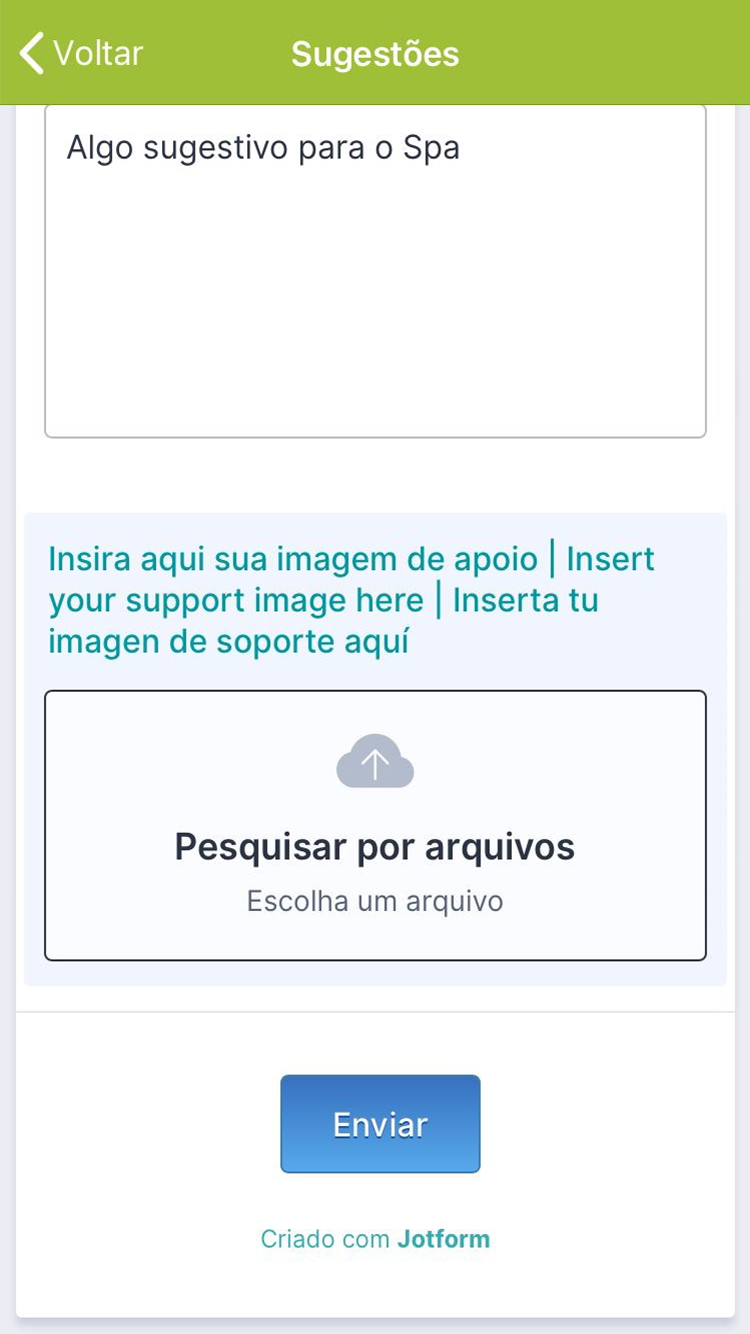 Voltar
Sugestões
Algo sugestivo para o Spa
Insira aqui sua imagem de apoio | Insert
your support image here | Inserta tu
imagen de soporte aquí
Pesquisar por arquivos
Escolha um arquivo
Enviar
Criado com Jotform